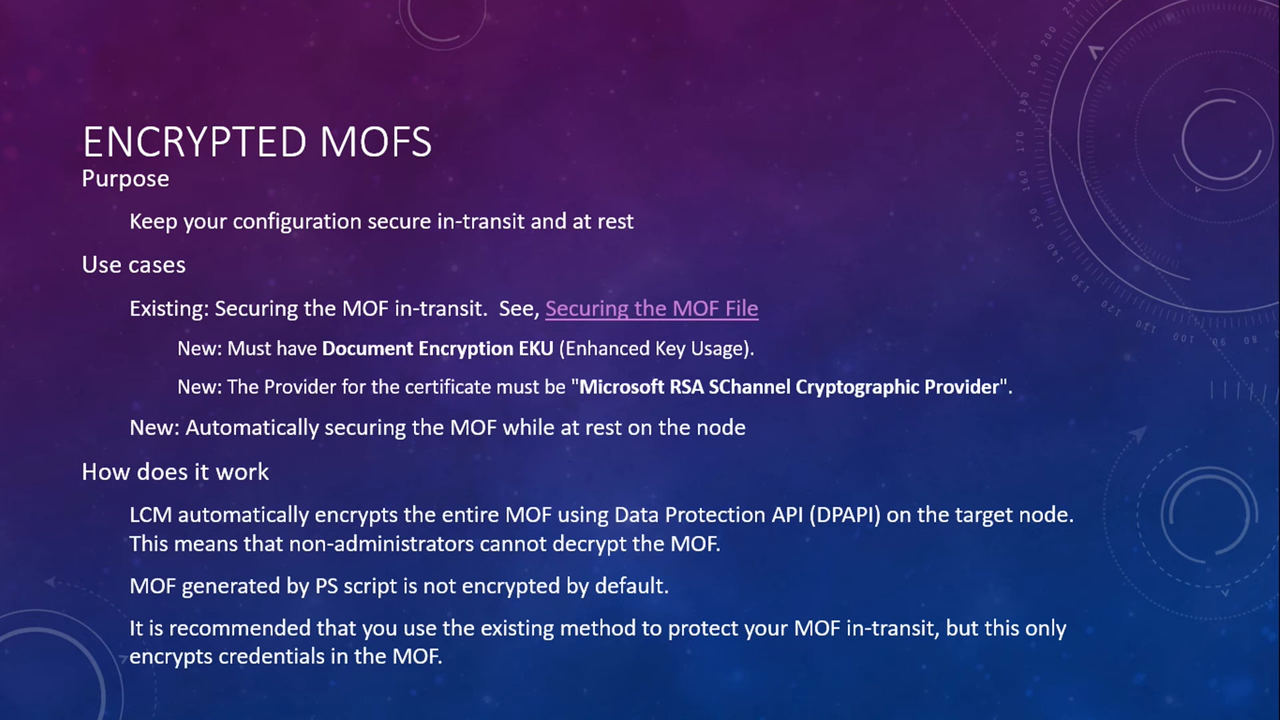 ENCRYPTED MOFS
Purpose
Keep your configuration secure in-transit and at rest
Use cases
Existing: Securing the MOF in-transit.  See, Securing the MOF File
New: Must have Document Encryption EKU (Enhanced Key Usage).
New: The Provider for the certificate must be "Microsoft RSA SChannel Cryptographic Provider".
New: Automatically securing the MOF while at rest on the node
How does it work
LCM automatically encrypts the entire MOF using Data Protection API (DPAPI) on the target node.
This means that non-administrators cannot decrypt the MOF.
MOF generated by PS script is not encrypted by default.
It is recommended that you use the existing method to protect your MOF in-transit, but this only
encrypts credentials in the MOF.